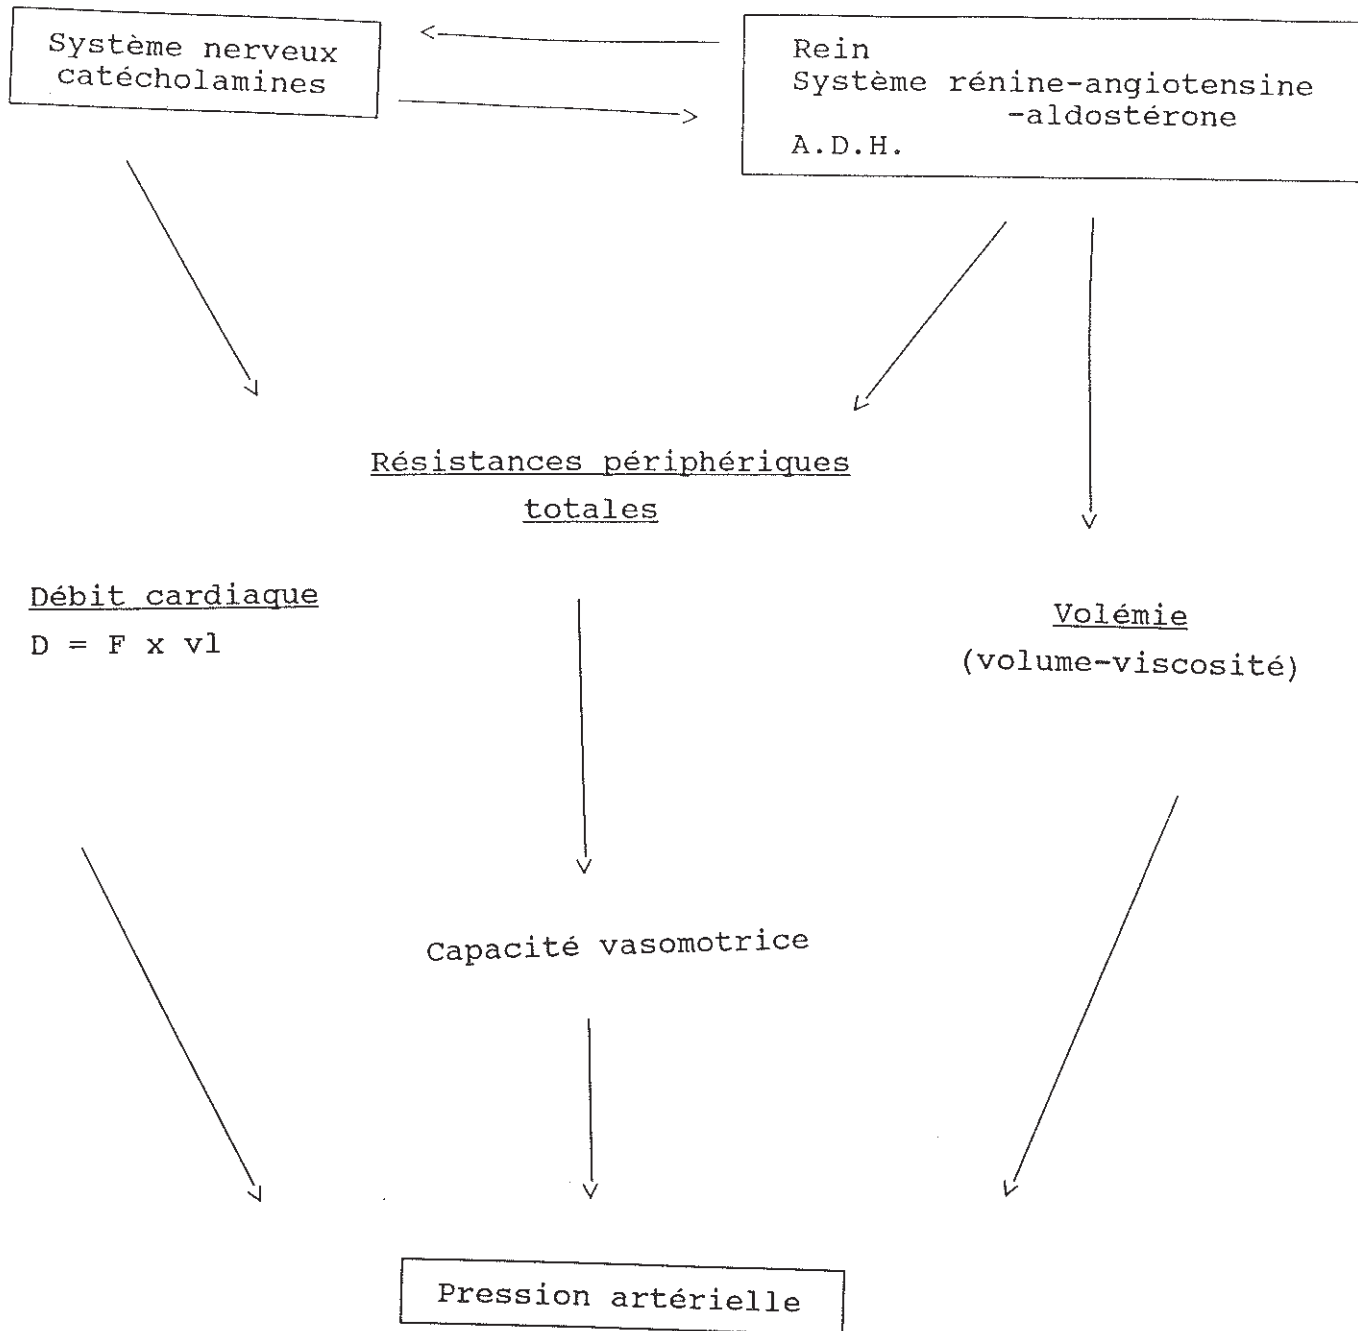 Système nerveux
catécholamines
Rein
Système rénine-angiotensine
-aldostérone
A.D.H.
Résistances périphériques
totales
Débit cardiaque
D = F x vl
Volémie
(volume-viscosité)
Capacité vasomotrice
Pression artérielle